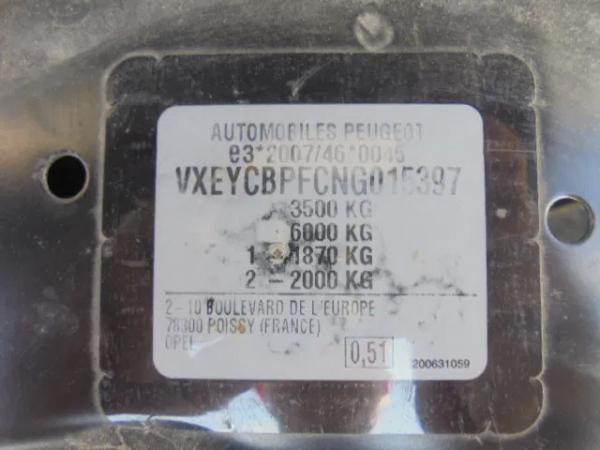 AUTOMOBILES PEUGEOT
e3*2007/46*0045
VXEYCBPFCNG015397
3500 KG
6000 KG
1 - 1870 KG
2 - 2000 KG
2 - 10 BOULEVARD DE L'EUROPE
78300 POISSY (FRANCE)
OPEL
0,51
200631059